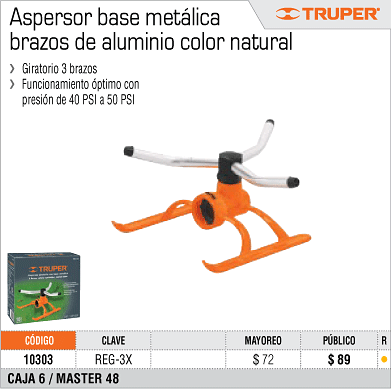 Aspersor base metálica
brazos de aluminio color natural
TRUPER®
› Giratorio 3 brazos
› Funcionamiento óptimo con
presión de 40 PSI a 50 PSI
TRUPER
CÓDIGO CLAVE MAYOREO PÚBLICO R
10303 REG-3X $ 72 $ 89
CAJA 6 / MASTER 48